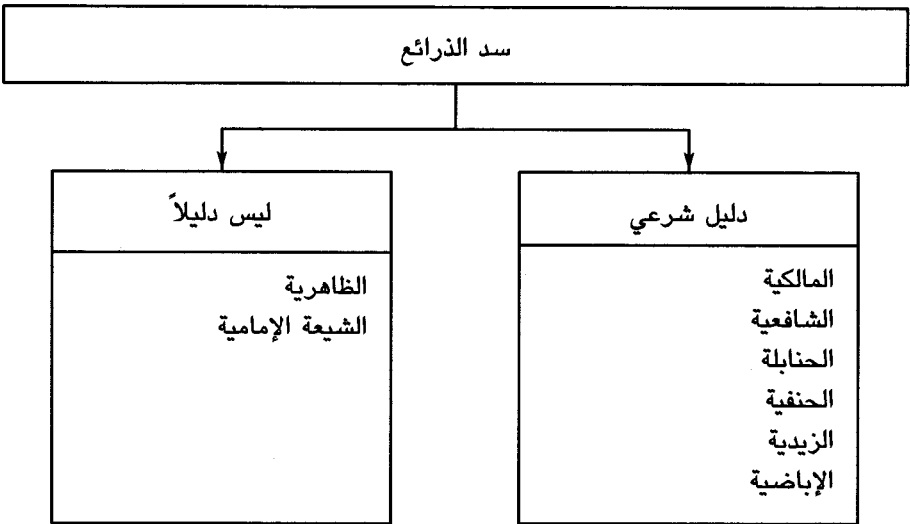 سد الذرائع
دليل شرعي
المالكية
الشافعية
الحنابلة
الحنفية
الزيدية
الإباضية
ليس دليلاً
الظاهرية
الشيعة الإمامية